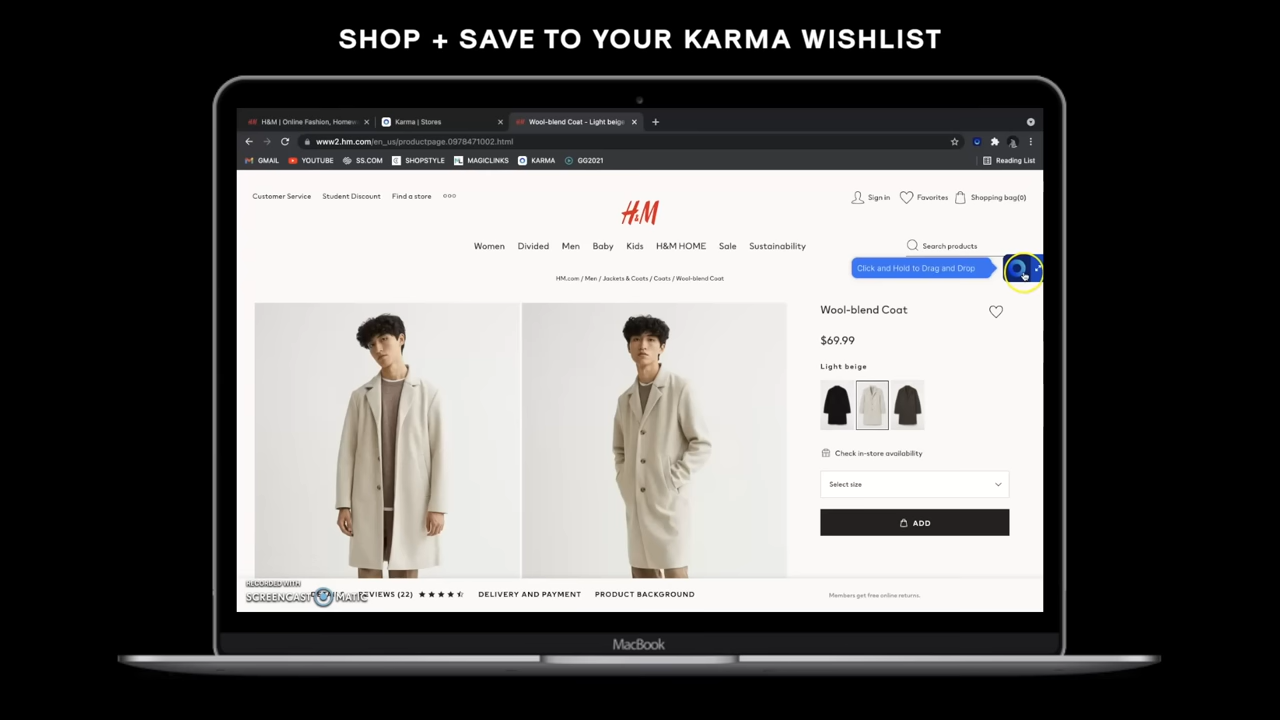 SHOP + SAVE TO YOUR KARMA WISHLIST
H&M | Online Fashion, Homew
Karma | Stores
Wool-blend Coat - Light beige
www2.hm.com/en_us/productpage.0978471002.html
GMAIL
YOUTUBE
SS.COM
SHOPSTYLE
MAGICLINKS
KARMA
GG2021
Reading List
Customer Service
Student Discount
Find a store
H&M
Sign in
Favorites
Shopping bag(0)
Women
Divided
Men
Baby
Kids
H&M HOME
Sale
Sustainability
Search products
Click and Hold to Drag and Drop
HM.com / Men / Jackets & Coats / Coats / Wool-blend Coat
Wool-blend Coat
$69.99
Light beige
Check in-store availability
Select size
ADD
RECORDED WITH
SCREENCAST MATIC
REVIEWS (22)
DELIVERY AND PAYMENT
PRODUCT BACKGROUND
Members get free online returns.
MacBook